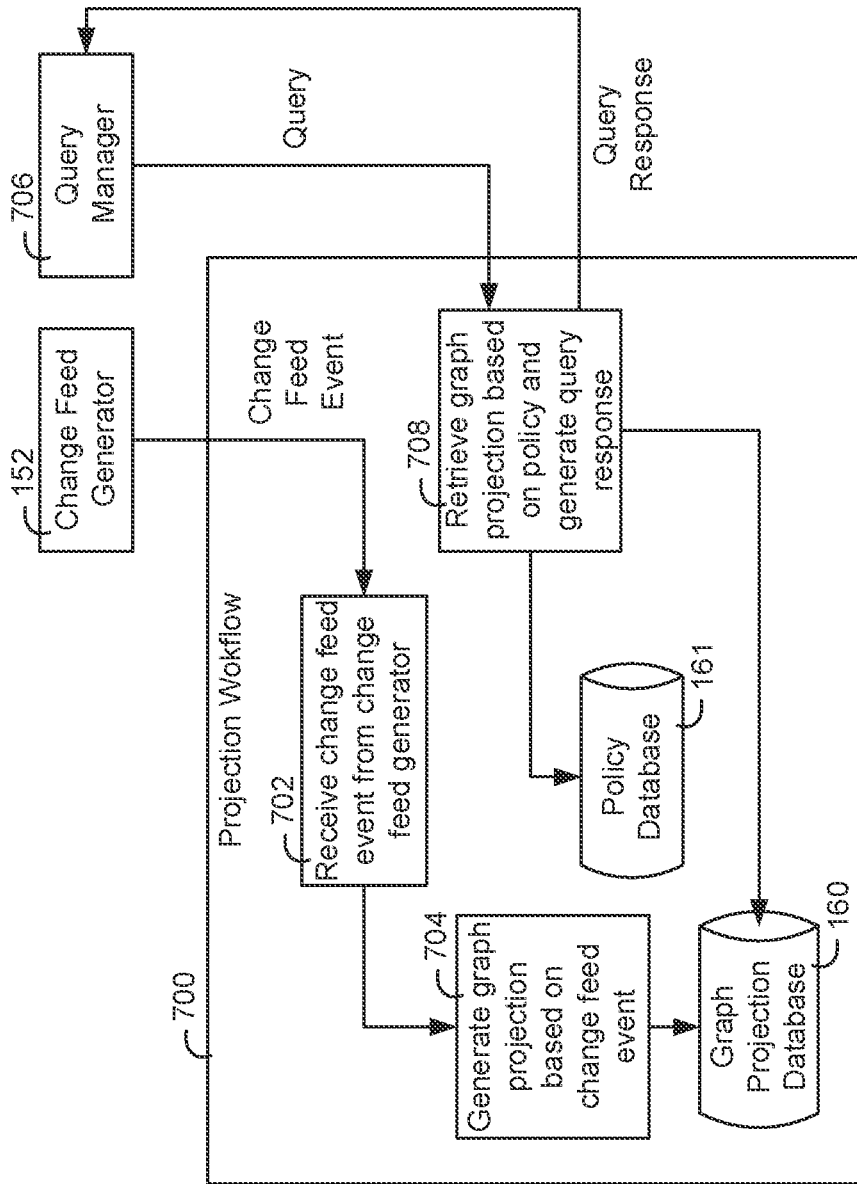 700
Projection Wokflow
152
Change Feed
Generator
706
Query
Manager
Change
Feed
Event
Query
Query
Response
702
Receive change feed
event from change
feed generator
704
Generate graph
projection
based on
change feed
event
708
Retrieve graph
projection based
on policy and
generate query
response
Policy
Database
161
Graph
Projection
Database
160